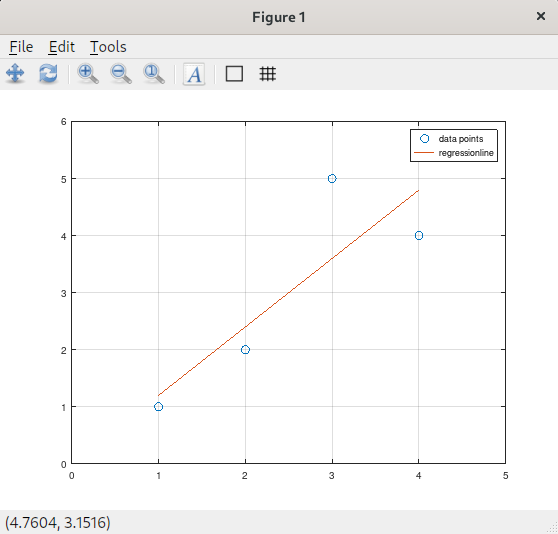 Figure 1 ×
File Edit Tools
A
6
5
4
3
2
1
0
0 1 2 3 4 5
data points
regressionline
(4.7604, 3.1516)